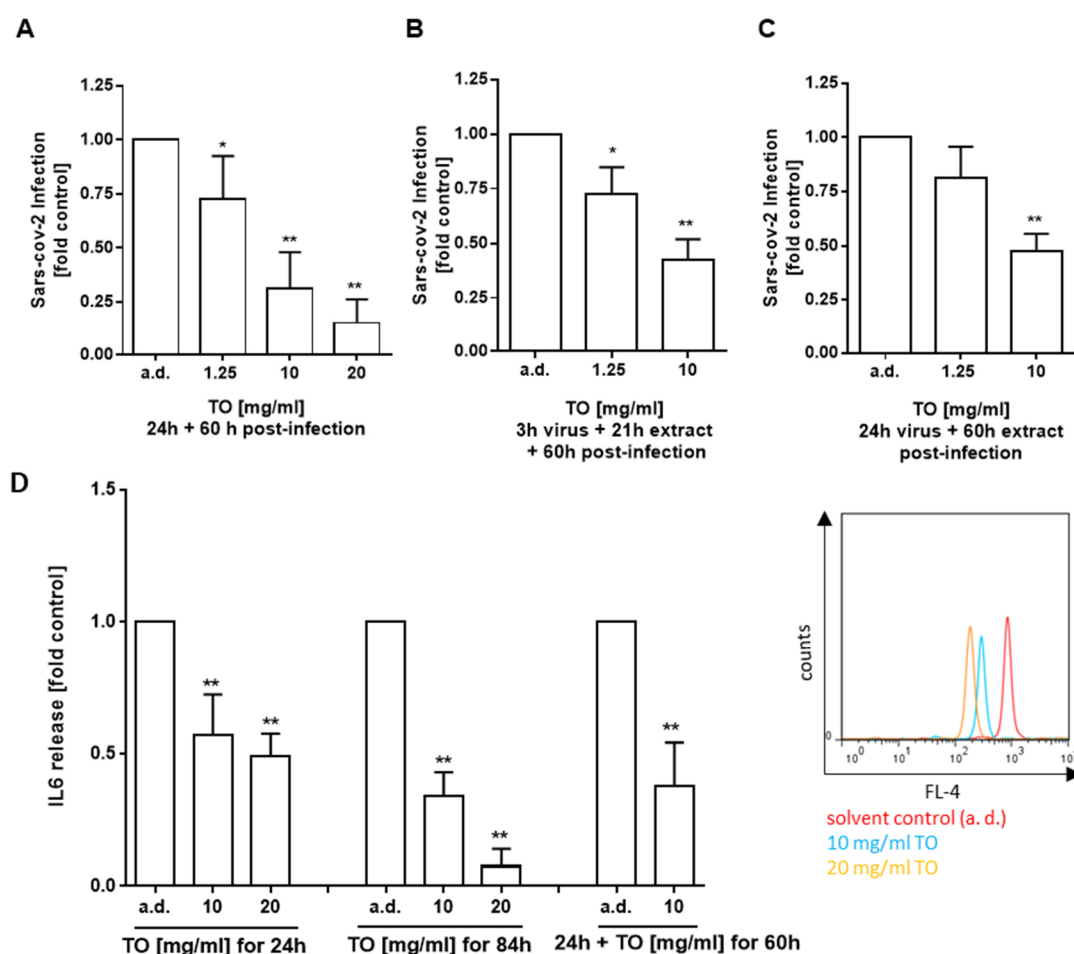 A
Sars-cov-2 Infection
[fold control]
1.25
1.00
0.75
0.50
0.25
0.00
*
**
**
a.d. 1.25 10 20
TO [mg/ml]
24h + 60 h post-infection
B
Sars-cov-2 Infection
[fold control]
1.25
1.00
0.75
0.50
0.25
0.00
*
**
a.d. 1.25 10
TO [mg/ml]
3h virus + 21h extract
+ 60h post-infection
C
Sars-cov-2 Infection
[fold control]
1.25
1.00
0.75
0.50
0.25
0.00
**
a.d. 1.25 10
TO [mg/ml]
24h virus + 60h extract
post-infection
D
IL6 release [fold control]
1.5
1.0
0.5
0.0
**
**
**
**
**
a.d. 10 20 a.d. 10 20 a.d. 10
TO [mg/ml] for 24h TO [mg/ml] for 84h 24h + TO [mg/ml] for 60h
counts
0
10⁰ 10¹ 10² 10³
FL-4
solvent control (a. d.)
10 mg/ml TO
20 mg/ml TO